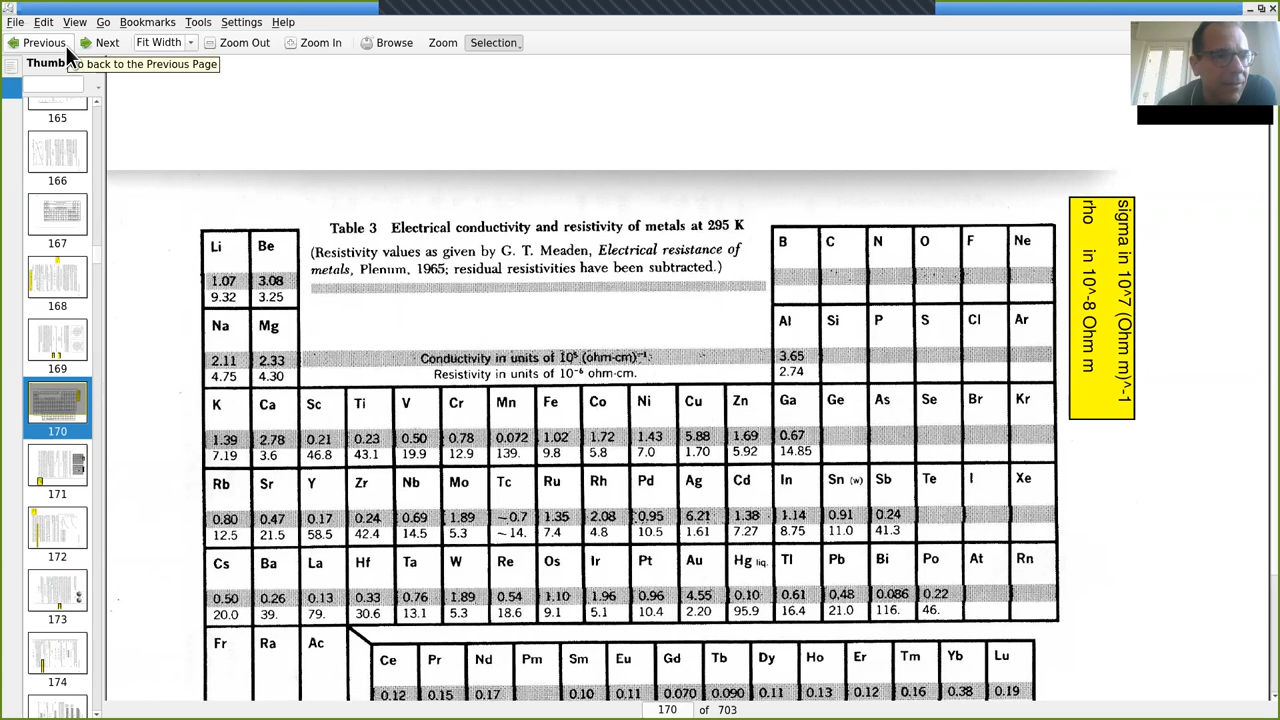 File Edit View Go Bookmarks Tools Settings Help
Previous Next Fit Width Zoom Out Zoom In Browse Zoom Selection
Thumb
o back to the Previous Page
165
166
167
168
169
170
171
172
173
174
Table 3 Electrical conductivity and resistivity of metals at 295 K
(Resistivity values as given by G. T. Meaden, Electrical resistance of
metals, Plenum, 1965; residual resistivities have been subtracted.)
Li Be B C N O F Ne
1.07 3.08
9.32 3.25
Na Mg Al Si P S Cl Ar
2.11 2.33 Conductivity in units of 10⁵ (ohm-cm)⁻¹. 3.65
4.75 4.30 Resistivity in units of 10⁻⁶ ohm-cm. 2.74
K Ca Sc Ti V Cr Mn Fe Co Ni Cu Zn Ga Ge As Se Br Kr
1.39 2.78 0.21 0.23 0.50 0.78 0.072 1.02 1.72 1.43 5.88 1.69 0.67
7.19 3.6 46.8 43.1 19.9 12.9 139. 9.8 5.8 7.0 1.70 5.92 14.85
Rb Sr Y Zr Nb Mo Tc Ru Rh Pd Ag Cd In Sn (w) Sb Te I Xe
0.80 0.47 0.17 0.24 0.69 1.89 ~0.7 1.35 2.08 0.95 6.21 1.38 1.14 0.91 0.24
12.5 21.5 58.5 42.4 14.5 5.3 ~14. 7.4 4.8 10.5 1.61 7.27 8.75 11.0 41.3
Cs Ba La Hf Ta W Re Os Ir Pt Au Hg liq. Tl Pb Bi Po At Rn
0.50 0.26 0.13 0.33 0.76 1.89 0.54 1.10 1.96 0.96 4.55 0.10 0.61 0.48 0.086 0.22
20.0 39. 79. 30.6 13.1 5.3 18.6 9.1 5.1 10.4 2.20 95.9 16.4 21.0 116. 46.
Fr Ra Ac
Ce Pr Nd Pm Sm Eu Gd Tb Dy Ho Er Tm Yb Lu
0.12 0.15 0.17 0.10 0.11 0.070 0.090 0.11 0.13 0.12 0.16 0.38 0.19
sigma in 10^7 (Ohm m)^-1
rho in 10^-8 Ohm m
170 of 703